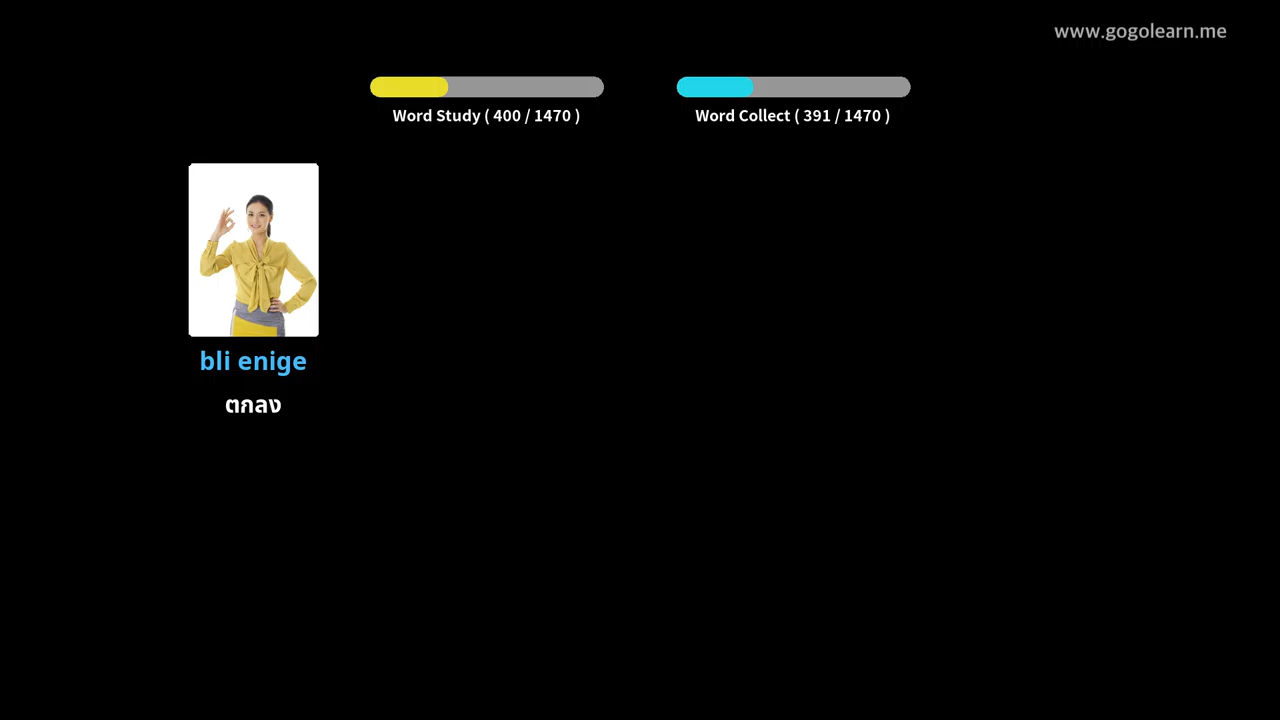 www.gogolearn.me
Word Study ( 400 / 1470 )
Word Collect ( 391 / 1470 )
bli enige
ตกลง